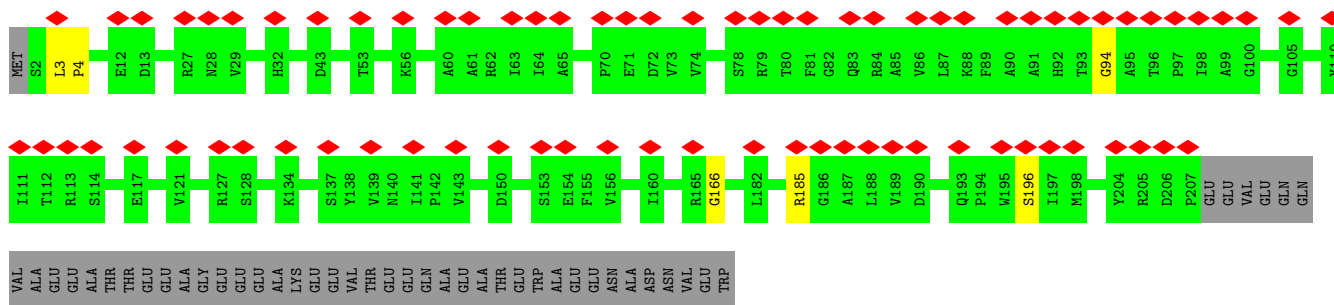 MET S2 L3 P4 E12 D13 R27 N28 V29 H32 D43 T53 K56 A60 A61 R62 I63 I64 A65 P70 E71 D72 V73 V74 S78 R79 T80 F81 G82 Q83 R84 A85 V86 L87 K88 F89 A90 A91 H92 T93 G94 A95 T96 P97 I98 A99 G100 G105
I111 T112 R113 S114 E117 V121 R127 S128 K134 S137 Y138 V139 N140 I141 P142 V143 D150 S153 E154 F155 V156 I160 R165 G166 L182 R185 G186 A187 L188 V189 D190 Q193 P194 W195 S196 I197 M198 Y204 R205 D206 P207 GLU GLU VAL GLU GLN GLN
VAL ALA GLU GLU ALA THR THR GLU GLU ALA GLY GLU GLU GLU ALA LYS GLU GLU VAL THR GLU GLU GLN ALA GLU ALA THR GLU TRP ALA GLU GLU ASN ALA ASP ASN VAL GLU TRP